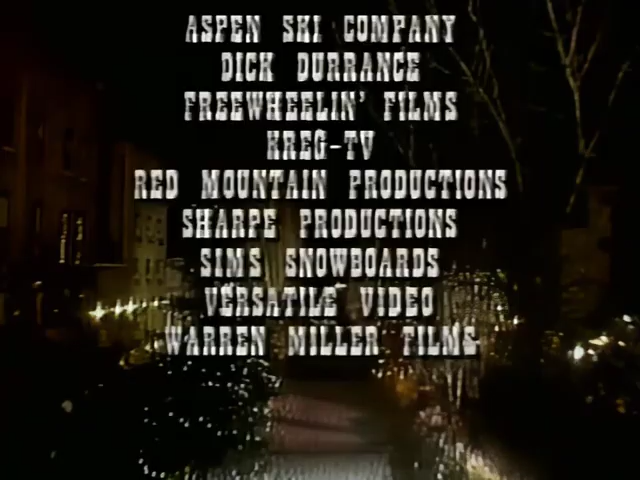 ASPEN SKI COMPANY
DICK DURRANCE
FREEWHEELIN' FILMS
KREG-TV
RED MOUNTAIN PRODUCTIONS
SHARPE PRODUCTIONS
SIMS SNOWBOARDS
VERSATILE VIDEO
WARREN MILLER FILMS